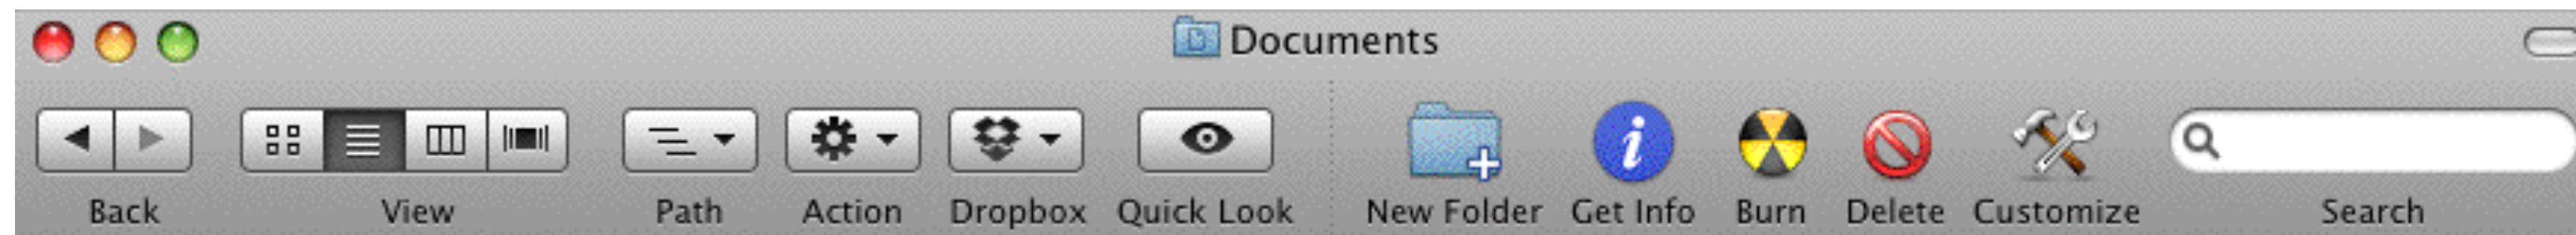 Documents
Back View Path Action Dropbox Quick Look New Folder Get Info Burn Delete Customize Search